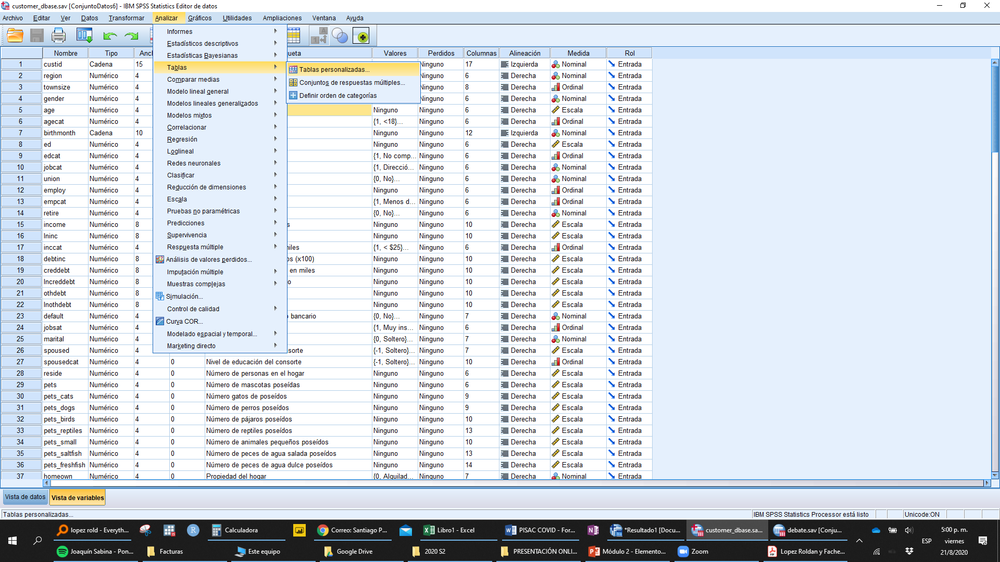 customer_dbase.sav [ConjuntoDatos6] - IBM SPSS Statistics Editor de datos
Archivo Editar Ver Datos Transformar Analizar Gráficos Utilidades Ampliaciones Ventana Ayuda
Informes
Estadísticos descriptivos
Estadísticas Bayesianas
Tablas
Comparar medias
Modelo lineal general
Modelos lineales generalizados
Modelos mixtos
Correlacionar
Regresión
Loglineal
Redes neuronales
Clasificar
Reducción de dimensiones
Escala
Pruebas no paramétricas
Predicciones
Supervivencia
Respuesta múltiple
Análisis de valores perdidos...
Imputación múltiple
Muestras complejas
Simulación...
Control de calidad
Curva COR...
Modelado espacial y temporal...
Marketing directo
Tablas personalizadas...
Conjuntos de respuestas múltiples...
Definir orden de categorías
Nombre Tipo Anch ueta Valores Perdidos Columnas Alineación Medida Rol
1 custid Cadena 15 Ninguno 17 Izquierda Nominal Entrada
2 region Numérico 4 Ninguno 6 Derecha Nominal Entrada
3 townsize Numérico 4 Ninguno 8 Derecha Ordinal Entrada
4 gender Numérico 4 Ninguno 6 Derecha Nominal Entrada
5 age Numérico 4 Ninguno Ninguno 6 Derecha Escala Entrada
6 agecat Numérico 4 {1, <18}... Ninguno 6 Derecha Ordinal Entrada
7 birthmonth Cadena 10 Ninguno Ninguno 12 Izquierda Nominal Entrada
8 ed Numérico 4 Ninguno Ninguno 6 Derecha Escala Entrada
9 edcat Numérico 4 {1, No comp... Ninguno 6 Derecha Ordinal Entrada
10 jobcat Numérico 4 {1, Direcció... Ninguno 6 Derecha Nominal Entrada
11 union Numérico 4 {0, No}... Ninguno 6 Derecha Nominal Entrada
12 employ Numérico 4 Ninguno Ninguno 6 Derecha Ordinal Entrada
13 empcat Numérico 4 {1, Menos d... Ninguno 6 Derecha Ordinal Entrada
14 retire Numérico 4 {0, No}... Ninguno 6 Derecha Nominal Entrada
15 income Numérico 8 s Ninguno Ninguno 10 Derecha Escala Entrada
16 lninc Numérico 8 Ninguno Ninguno 10 Derecha Escala Entrada
17 inccat Numérico 4 niles {1, < $25}... Ninguno 6 Derecha Ordinal Entrada
18 debtinc Numérico 8 os (x100) Ninguno Ninguno 10 Derecha Escala Entrada
19 creddebt Numérico 8 en miles Ninguno Ninguno 10 Derecha Escala Entrada
20 lncreddebt Numérico 8 o Ninguno Ninguno 10 Derecha Escala Entrada
21 othdebt Numérico 8 Ninguno Ninguno 10 Derecha Escala Entrada
22 lnothdebt Numérico 8 Ninguno Ninguno 10 Derecha Escala Entrada
23 default Numérico 4 o bancario {0, No}... Ninguno 7 Derecha Nominal Entrada
24 jobsat Numérico 4 {1, Muy ins... Ninguno 6 Derecha Ordinal Entrada
25 marital Numérico 4 {0, Soltero}... Ninguno 7 Derecha Nominal Entrada
26 spoused Numérico 4 sorte {-1, Soltero}... Ninguno 7 Derecha Escala Entrada
27 spousedcat Numérico 4 0 Nivel de educación del consorte {-1, Soltero}... Ninguno 10 Derecha Ordinal Entrada
28 reside Numérico 4 0 Número de personas en el hogar Ninguno Ninguno 6 Derecha Escala Entrada
29 pets Numérico 4 0 Número de mascotas poseídas Ninguno Ninguno 6 Derecha Escala Entrada
30 pets_cats Numérico 4 0 Número gatos de poseídos Ninguno Ninguno 9 Derecha Escala Entrada
31 pets_dogs Numérico 4 0 Número de perros poseídos Ninguno Ninguno 9 Derecha Escala Entrada
32 pets_birds Numérico 4 0 Número de pájaros poseídos Ninguno Ninguno 10 Derecha Escala Entrada
33 pets_reptiles Numérico 4 0 Número de reptiles poseídos Ninguno Ninguno 13 Derecha Escala Entrada
34 pets_small Numérico 4 0 Número de animales pequeños poseídos Ninguno Ninguno 10 Derecha Escala Entrada
35 pets_saltfish Numérico 4 0 Número de peces de agua salada poseídos Ninguno Ninguno 13 Derecha Escala Entrada
36 pets_freshfish Numérico 4 0 Número de peces de agua dulce poseídos Ninguno Ninguno 14 Derecha Escala Entrada
37 homeown Numérico 4 0 Propiedad del hogar {0, Alquilad... Ninguno 7 Derecha Nominal Entrada
Vista de datos Vista de variables
Tablas personalizadas... IBM SPSS Statistics Processor está listo Unicode:ON
lopez rold - Everyth... Calculadora Correo: Santiago P... Libro1 - Excel PISAC COVID - For... *Resultado1 [Docu... customer_dbase.sa... debate.sav [Conju...
Joaquín Sabina - Pon... Facturas Este equipo Google Drive 2020 S2 PRESENTACIÓN ONLI... Módulo 2 - Elemento... Zoom Lopez Roldan y Fache...
ESP
5:00 p. m.
viernes
21/8/2020